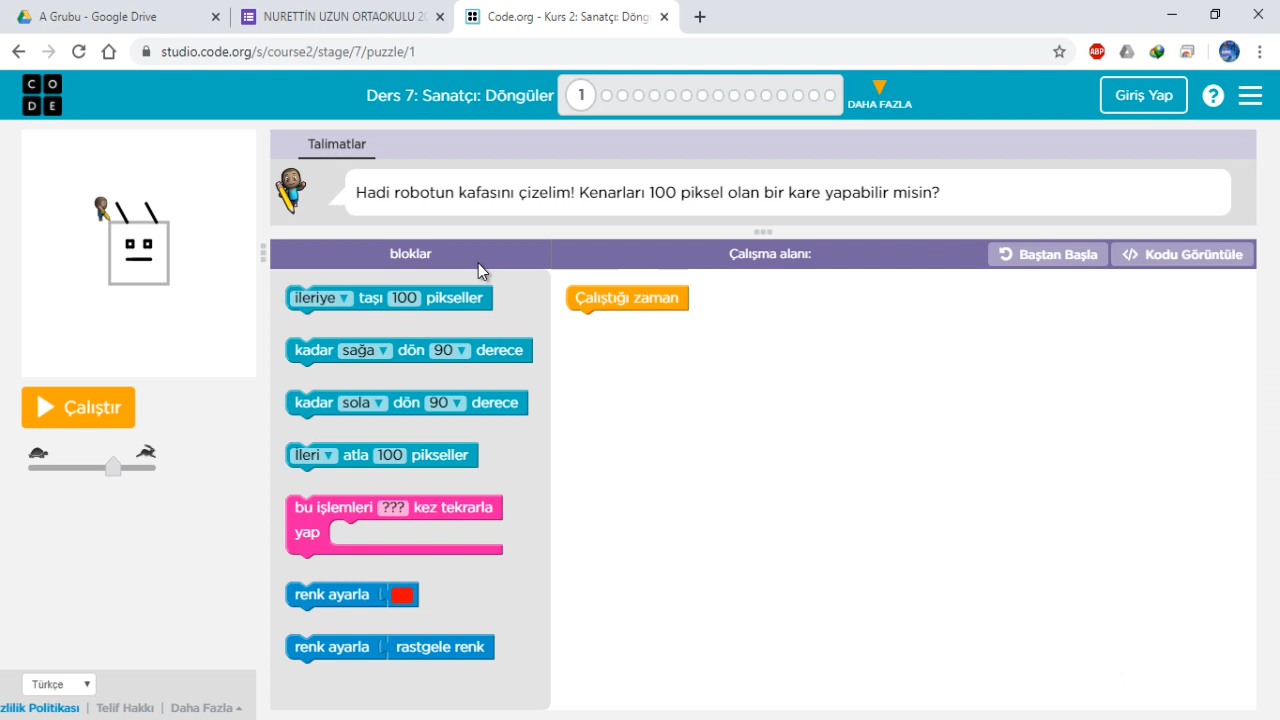 A Grubu - Google Drive
NURETTİN UZUN ORTAOKULU 2
Code.org - Kurs 2: Sanatçı: Döng
studio.code.org/s/course2/stage/7/puzzle/1
ABP
C O
D E
Ders 7: Sanatçı: Döngüler
1
DAHA FAZLA
Giriş Yap
?
Talimatlar
Hadi robotun kafasını çizelim! Kenarları 100 piksel olan bir kare yapabilir misin?
bloklar
Çalışma alanı:
Baştan Başla
</> Kodu Görüntüle
ileriye ▼ taşı 100 pikseller
kadar sağa ▼ dön 90 ▼ derece
kadar sola ▼ dön 90 ▼ derece
İleri ▼ atla 100 pikseller
bu işlemleri ??? kez tekrarla
yap
renk ayarla
renk ayarla rastgele renk
Çalıştığı zaman
Çalıştır
Türkçe
zlilik Politikası | Telif Hakkı | Daha Fazla